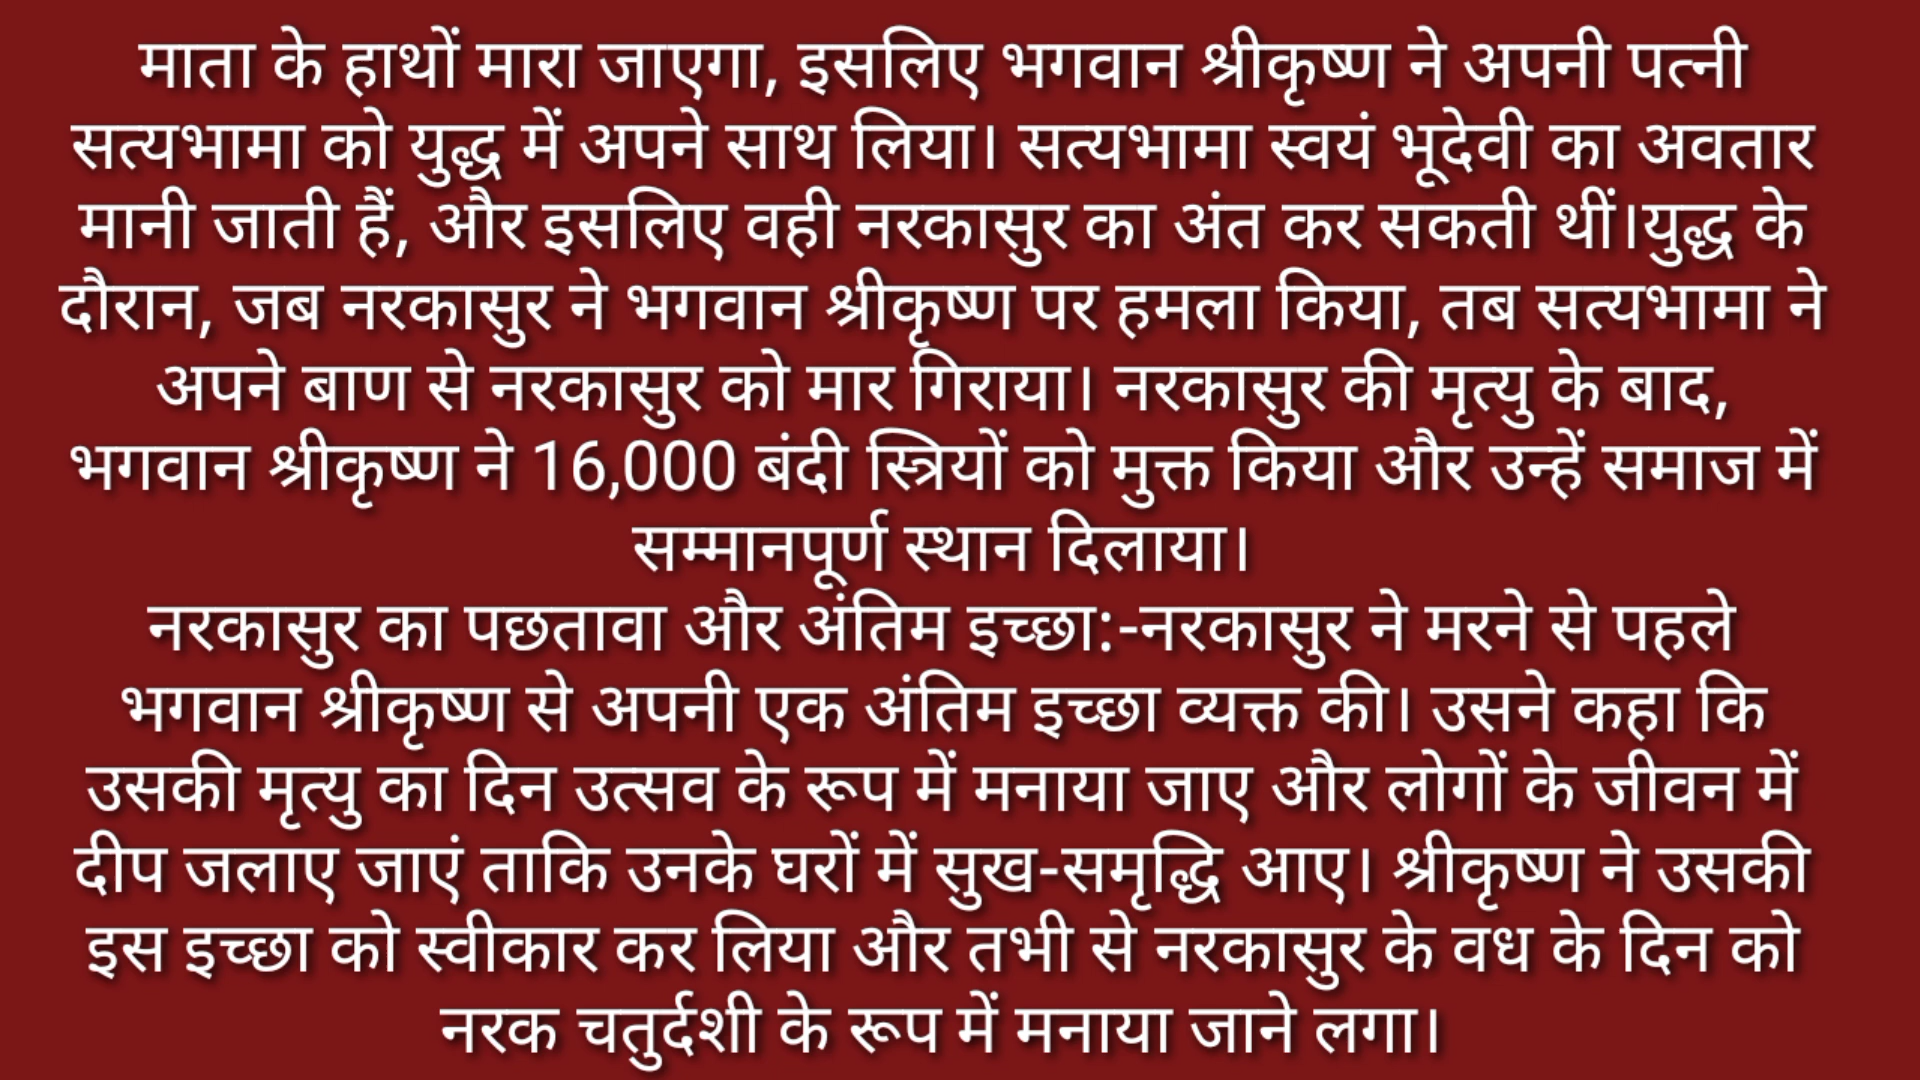 माता के हाथों मारा जाएगा, इसलिए भगवान श्रीकृष्ण ने अपनी पत्नी
सत्यभामा को युद्ध में अपने साथ लिया। सत्यभामा स्वयं भूदेवी का अवतार
मानी जाती हैं, और इसलिए वही नरकासुर का अंत कर सकती थीं।युद्ध के
दौरान, जब नरकासुर ने भगवान श्रीकृष्ण पर हमला किया, तब सत्यभामा ने
अपने बाण से नरकासुर को मार गिराया। नरकासुर की मृत्यु के बाद,
भगवान श्रीकृष्ण ने 16,000 बंदी स्त्रियों को मुक्त किया और उन्हें समाज में
सम्मानपूर्ण स्थान दिलाया।
नरकासुर का पछतावा और अंतिम इच्छा:-नरकासुर ने मरने से पहले
भगवान श्रीकृष्ण से अपनी एक अंतिम इच्छा व्यक्त की। उसने कहा कि
उसकी मृत्यु का दिन उत्सव के रूप में मनाया जाए और लोगों के जीवन में
दीप जलाए जाएं ताकि उनके घरों में सुख-समृद्धि आए। श्रीकृष्ण ने उसकी
इस इच्छा को स्वीकार कर लिया और तभी से नरकासुर के वध के दिन को
नरक चतुर्दशी के रूप में मनाया जाने लगा।